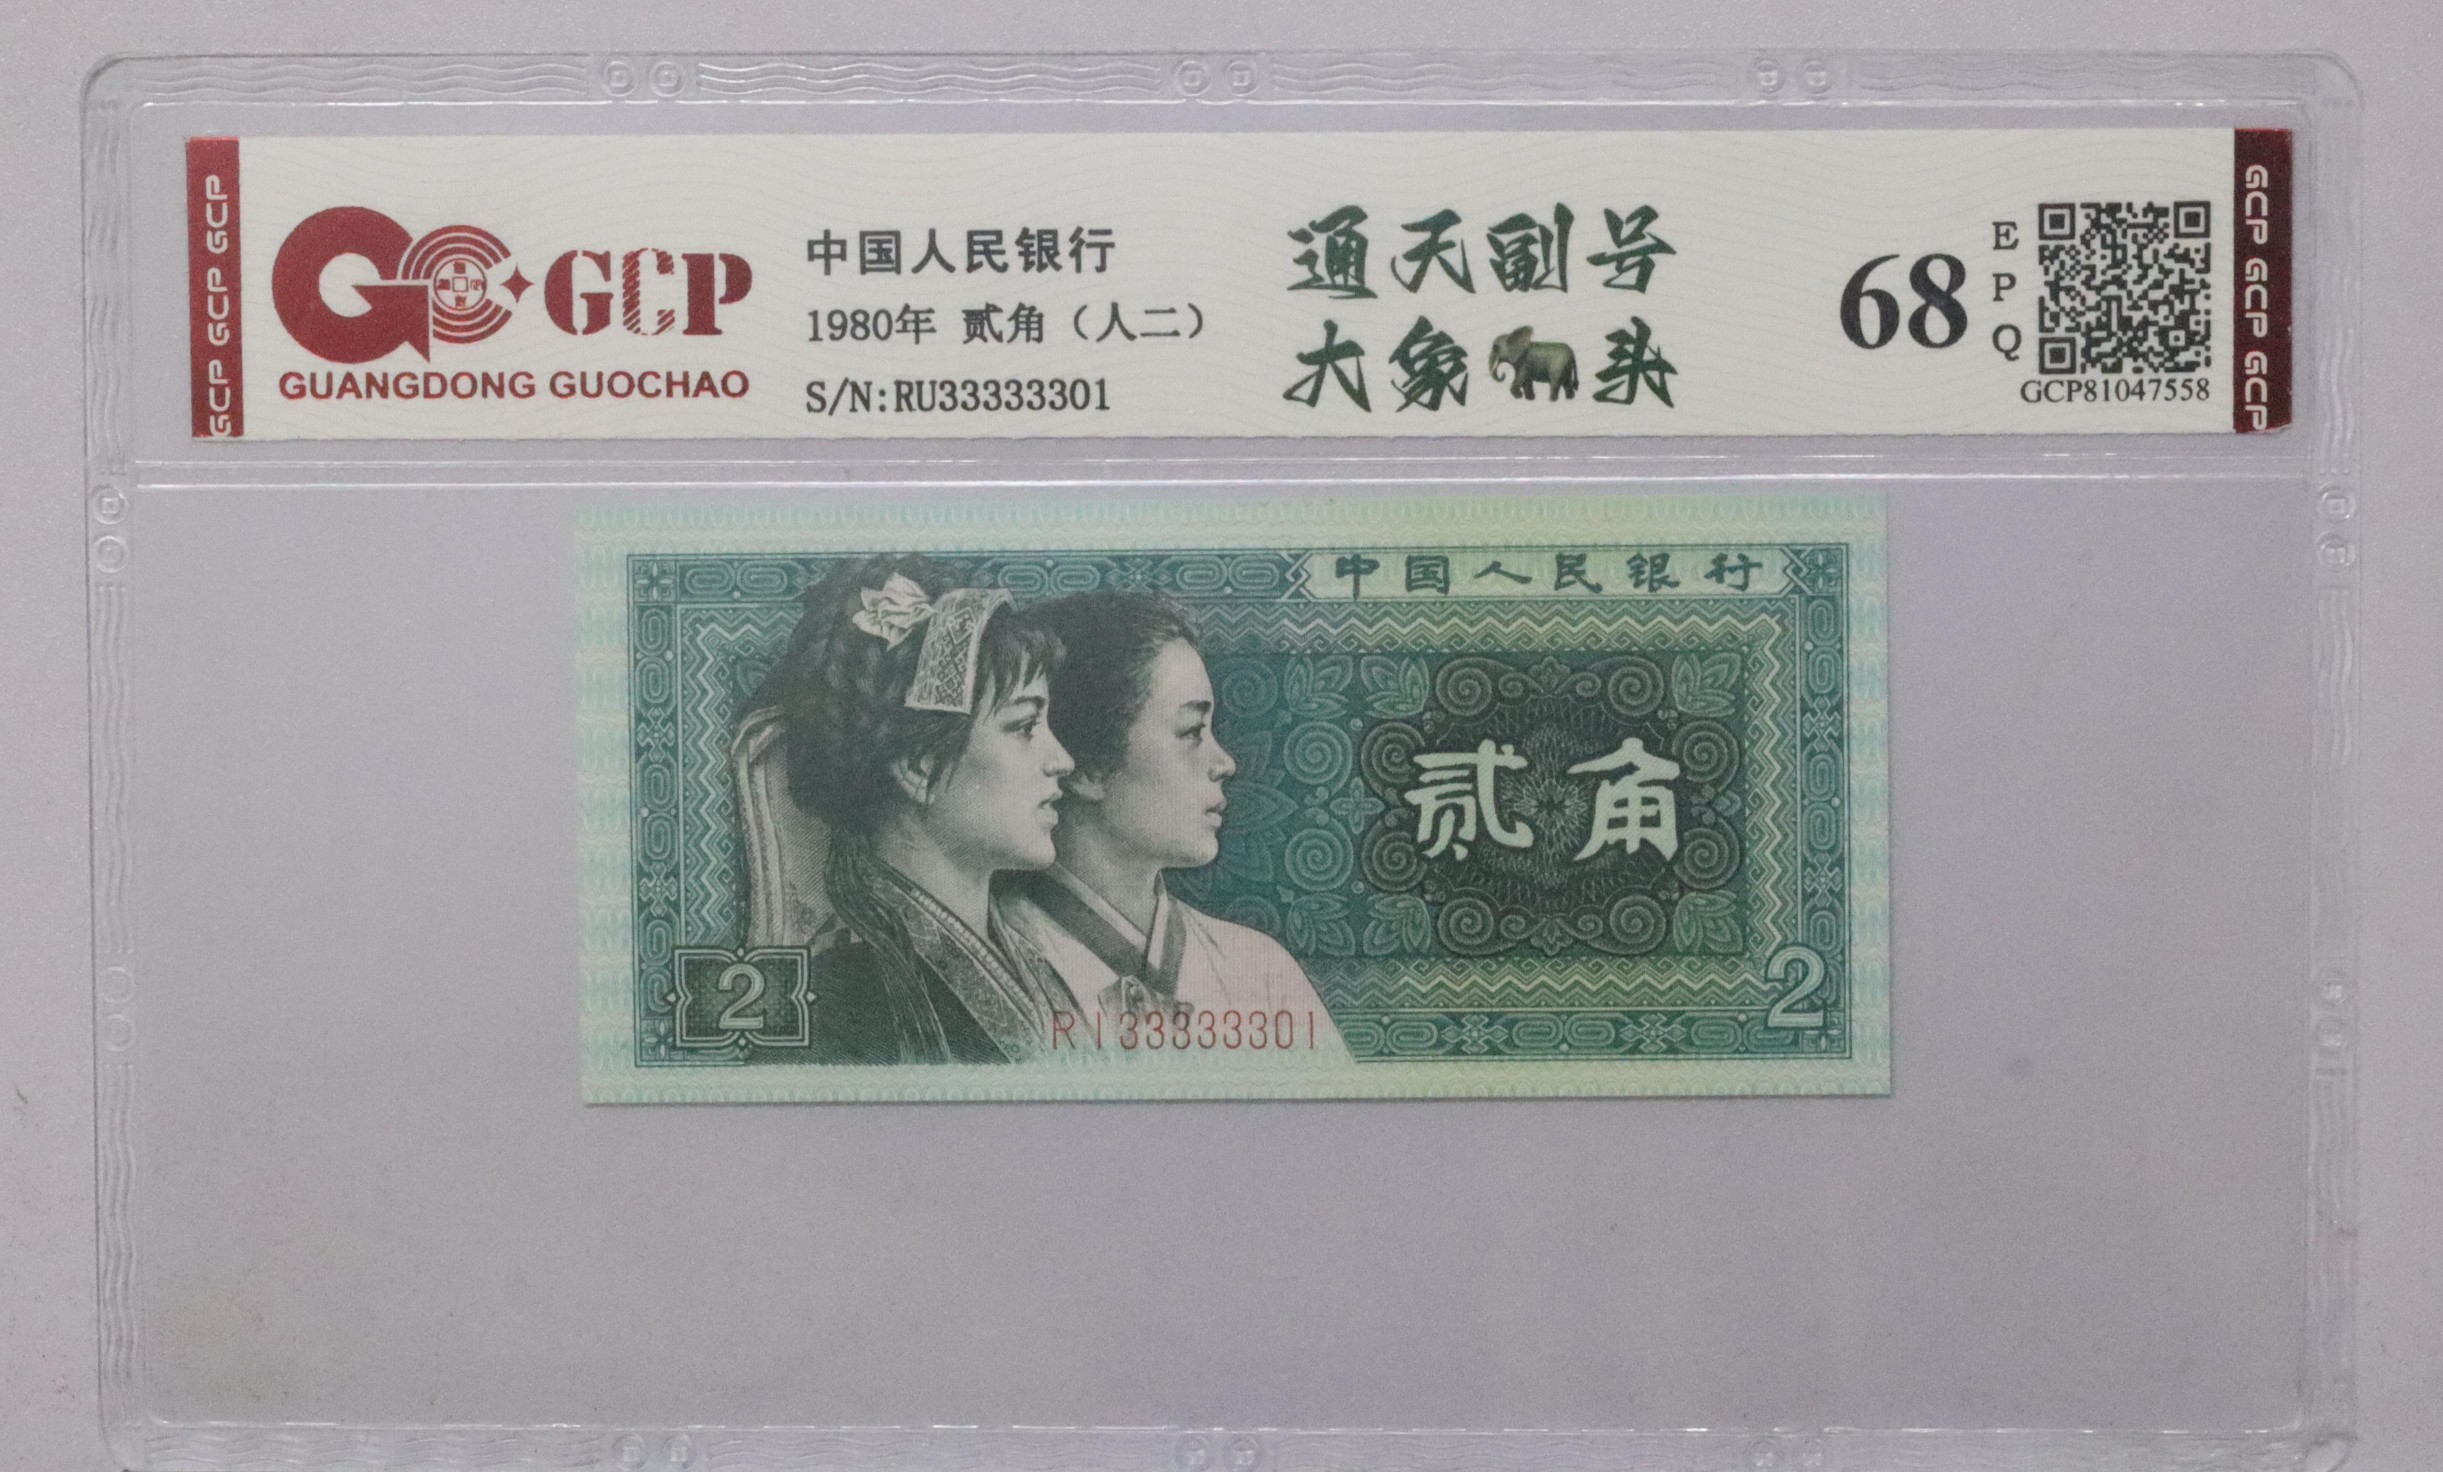 GCP GCP GCP
GCP
GUANGDONG GUOCHAO
中国人民银行
1980年 贰角（人二）
S/N:RU33333301
通天副号
大象头
68
EPQ
GCP81047558
GCP GCP GCP
中国人民银行
贰角
2
2
RI33333301